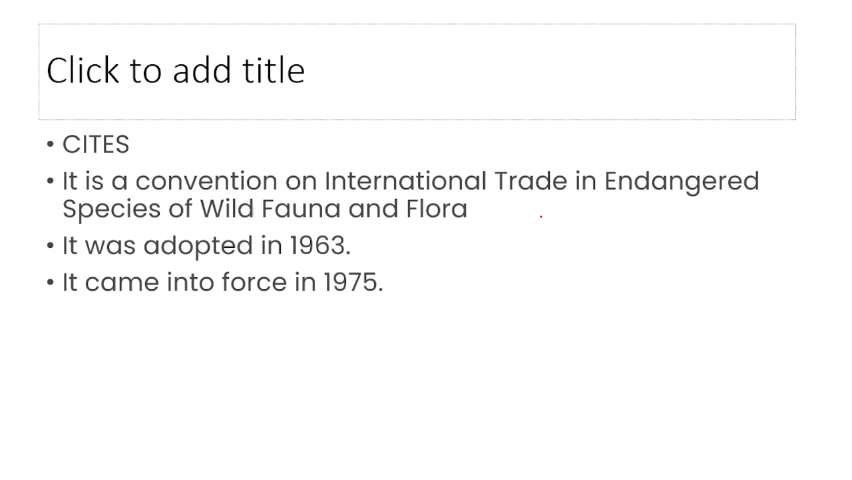 Click to add title
• CITES
• It is a convention on International Trade in Endangered
Species of Wild Fauna and Flora
• It was adopted in 1963.
• It came into force in 1975.